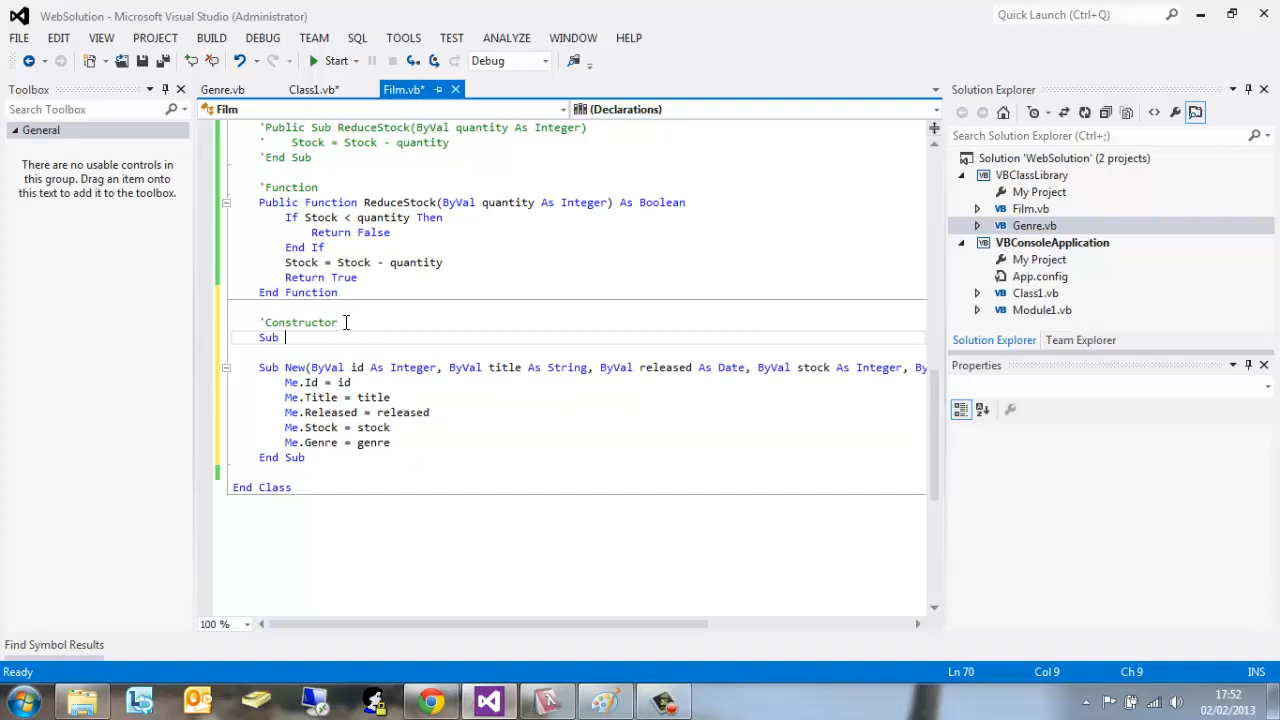 WebSolution - Microsoft Visual Studio (Administrator)
Quick Launch (Ctrl+Q)
FILE EDIT VIEW PROJECT BUILD DEBUG TEAM SQL TOOLS TEST ANALYZE WINDOW HELP
Start Debug
Toolbox
Search Toolbox
General
There are no usable controls in
this group. Drag an item onto
this text to add it to the toolbox.
Genre.vb Class1.vb* Film.vb*
Film (Declarations)
'Public Sub ReduceStock(ByVal quantity As Integer)
' Stock = Stock - quantity
'End Sub
'Function
Public Function ReduceStock(ByVal quantity As Integer) As Boolean
If Stock < quantity Then
Return False
End If
Stock = Stock - quantity
Return True
End Function
'Constructor
Sub
Sub New(ByVal id As Integer, ByVal title As String, ByVal released As Date, ByVal stock As Integer, By
Me.Id = id
Me.Title = title
Me.Released = released
Me.Stock = stock
Me.Genre = genre
End Sub
End Class
100 %
Solution Explorer
Search Solution Explorer (Ctrl+;)
Solution 'WebSolution' (2 projects)
VBClassLibrary
My Project
VB Film.vb
VB Genre.vb
VBConsoleApplication
My Project
App.config
VB Class1.vb
VB Module1.vb
Solution Explorer Team Explorer
Properties
Find Symbol Results
Ready Ln 70 Col 9 Ch 9 INS
17:52
02/02/2013